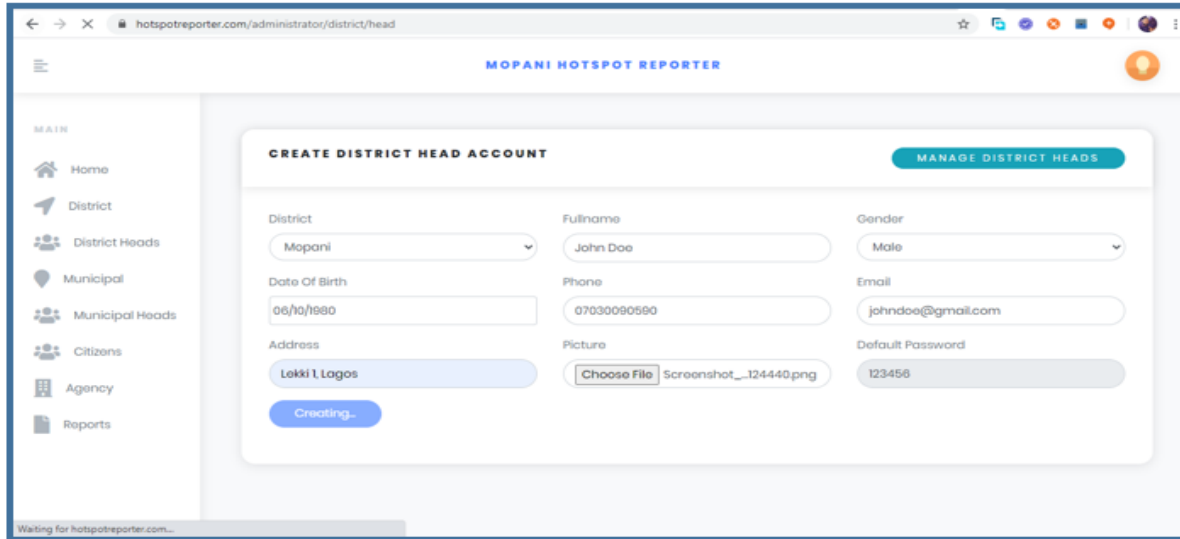 hotspotreporter.com/administrator/district/head
MOPANI HOTSPOT REPORTER
MAIN
Home
District
District Heads
Municipal
Municipal Heads
Citizens
Agency
Reports
CREATE DISTRICT HEAD ACCOUNT
MANAGE DISTRICT HEADS
District Fullname Gender
Mopani John Doe Male
Date Of Birth Phone Email
06/10/1980 07030090590 johndoe@gmail.com
Address Picture Default Password
Lekki 1, Lagos Choose File Screenshot_...124440.png 123456
Creating...
Waiting for hotspotreporter.com...